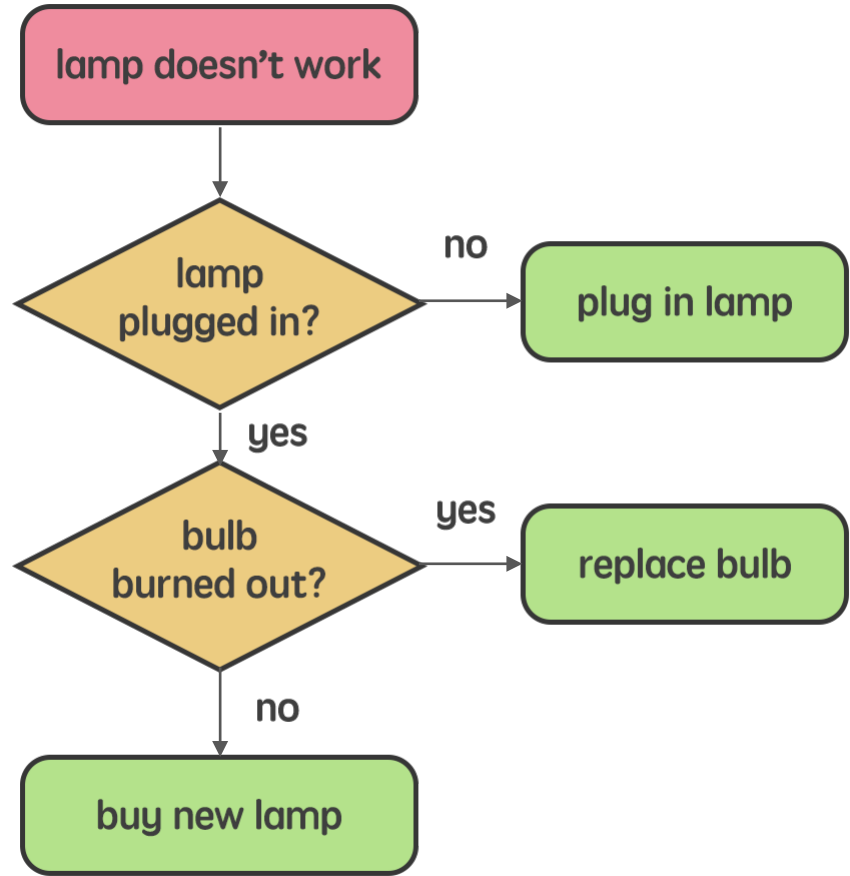 lamp doesn’t work
lamp
plugged in?
no
plug in lamp
yes
bulb
burned out?
yes
replace bulb
no
buy new lamp